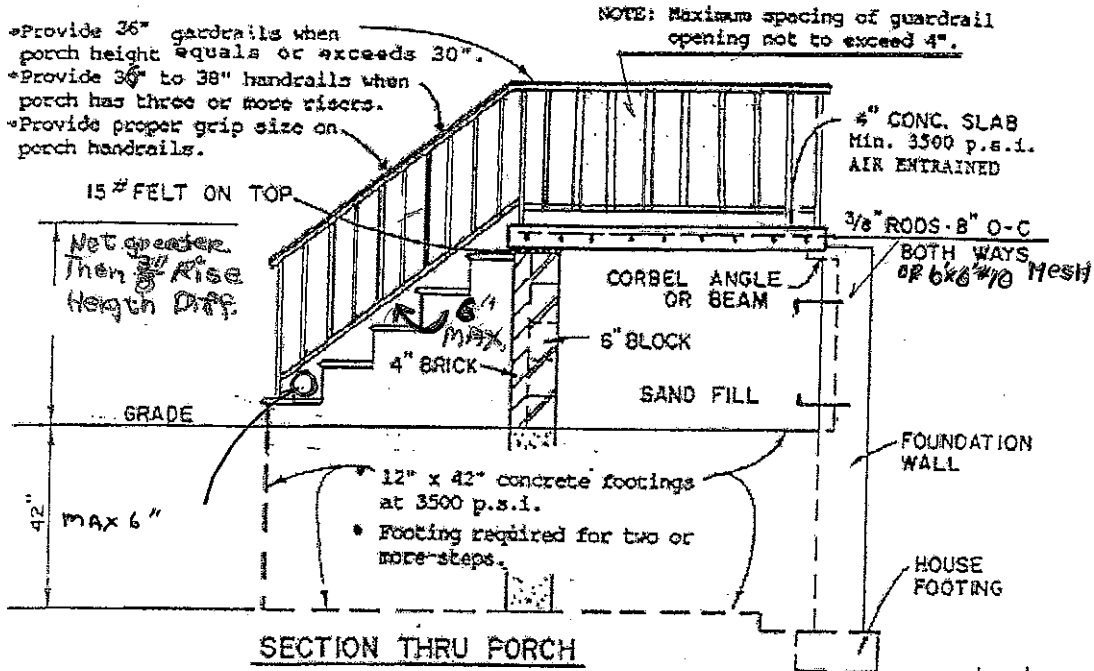 *Provide 36" gardrails when
porch height equals or exceeds 30".
*Provide 36" to 38" handrails when
porch has three or more risers.
*Provide proper grip size on
porch handrails.
NOTE: Maximum spacing of guardrail
opening not to exceed 4".
4" CONC. SLAB
Min. 3500 p.s.i.
AIR ENTRAINED
15# FELT ON TOP
3/8" RODS-8" O-C
BOTH WAYS
OR 6x6 #10 MESH
Not greater
Then 3/8" Rise
Heigth Diff.
CORBEL ANGLE
OR BEAM
MAX
6" BLOCK
4" BRICK
SAND FILL
GRADE
FOUNDATION
WALL
12" x 42" concrete footings
at 3500 p.s.i.
42"
MAX 6"
* Footing required for two or
more steps.
HOUSE
FOOTING
SECTION THRU PORCH